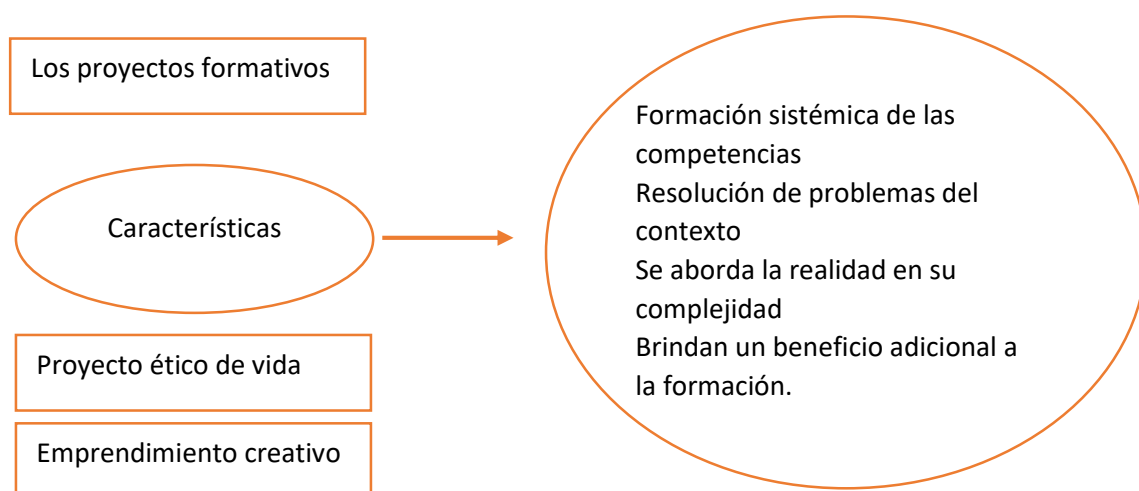 Los proyectos formativos
Características
Proyecto ético de vida
Emprendimiento creativo
Formación sistémica de las
competencias
Resolución de problemas del
contexto
Se aborda la realidad en su
complejidad
Brindan un beneficio adicional a
la formación.